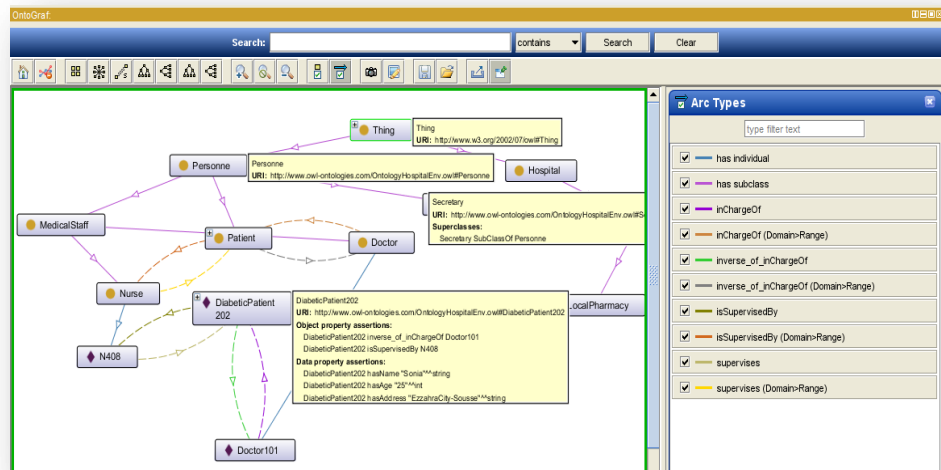 OntoGraf:
Search:
contains
Search
Clear
Thing
Thing
URI: http://www.w3.org/2002/07/owl#Thing
Personne
Personne
URI: http://www.owl-ontologies.com/OntologyHospitalEnv.owl#Personne
Hospital
Secretary
URI: http://www.owl-ontologies.com/OntologyHospitalEnv.owl#S
Superclasses:
Secretary SubClassOf Personne
MedicalStaff
Patient
Doctor
Nurse
DiabeticPatient
202
DiabeticPatient202
URI: http://www.owl-ontologies.com/OntologyHospitalEnv.owl#DiabeticPatient202
Object property assertions:
DiabeticPatient202 inverse_of_inChargeOf Doctor101
DiabeticPatient202 isSupervisedBy N408
Data property assertions:
DiabeticPatient202 hasName "Sonia"^^string
DiabeticPatient202 hasAge "25"^^int
DiabeticPatient202 hasAddress "EzzahraCity-Sousse"^^string
ocalPharmacy
N408
Doctor101
Arc Types
type filter text
has individual
has subclass
inChargeOf
inChargeOf (Domain>Range)
inverse_of_inChargeOf
inverse_of_inChargeOf (Domain>Range)
isSupervisedBy
isSupervisedBy (Domain>Range)
supervises
supervises (Domain>Range)